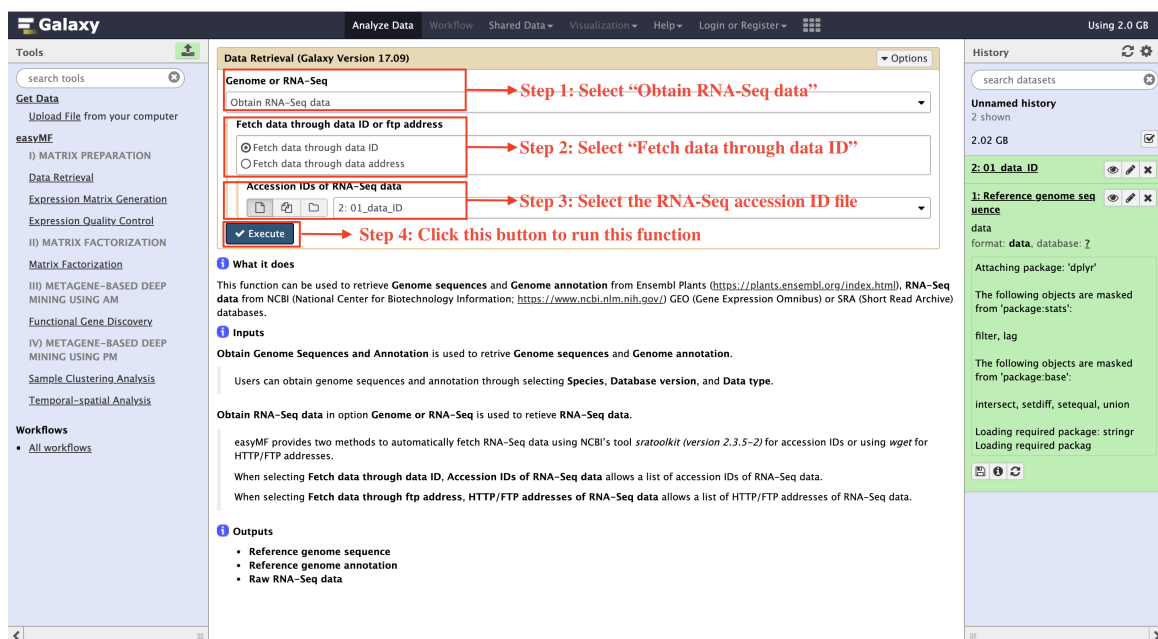 Galaxy
Analyze Data
Workflow
Shared Data
Visualization
Help
Login or Register
Using 2.0 GB
Tools
search tools
Get Data
Upload File from your computer
easyMF
I) MATRIX PREPARATION
Data Retrieval
Expression Matrix Generation
Expression Quality Control
II) MATRIX FACTORIZATION
Matrix Factorization
III) METAGENE-BASED DEEP
MINING USING AM
Functional Gene Discovery
IV) METAGENE-BASED DEEP
MINING USING PM
Sample Clustering Analysis
Temporal-spatial Analysis
Workflows
All workflows
Data Retrieval (Galaxy Version 17.09)
Options
Genome or RNA-Seq
Obtain RNA-Seq data
Step 1: Select “Obtain RNA-Seq data”
Fetch data through data ID or ftp address
Fetch data through data ID
Fetch data through data address
Step 2: Select “Fetch data through data ID”
Accession IDs of RNA-Seq data
2: 01_data_ID
Step 3: Select the RNA-Seq accession ID file
Execute
Step 4: Click this button to run this function
What it does
This function can be used to retrieve Genome sequences and Genome annotation from Ensembl Plants (https://plants.ensembl.org/index.html), RNA-Seq
data from NCBI (National Center for Biotechnology Information; https://www.ncbi.nlm.nih.gov/) GEO (Gene Expression Omnibus) or SRA (Short Read Archive)
databases.
Inputs
Obtain Genome Sequences and Annotation is used to retrive Genome sequences and Genome annotation.
Users can obtain genome sequences and annotation through selecting Species, Database version, and Data type.
Obtain RNA-Seq data in option Genome or RNA-Seq is used to retieve RNA-Seq data.
easyMF provides two methods to automatically fetch RNA-Seq data using NCBI's tool sratoolkit (version 2.3.5-2) for accession IDs or using wget for
HTTP/FTP addresses.
When selecting Fetch data through data ID, Accession IDs of RNA-Seq data allows a list of accession IDs of RNA-Seq data.
When selecting Fetch data through ftp address, HTTP/FTP addresses of RNA-Seq data allows a list of HTTP/FTP addresses of RNA-Seq data.
Outputs
Reference genome sequence
Reference genome annotation
Raw RNA-Seq data
History
search datasets
Unnamed history
2 shown
2.02 GB
2: 01_data_ID
1: Reference genome seq
uence
data
format: data, database: ?
Attaching package: 'dplyr'
The following objects are masked
from 'package:stats':
filter, lag
The following objects are masked
from 'package:base':
intersect, setdiff, setequal, union
Loading required package: stringr
Loading required packag